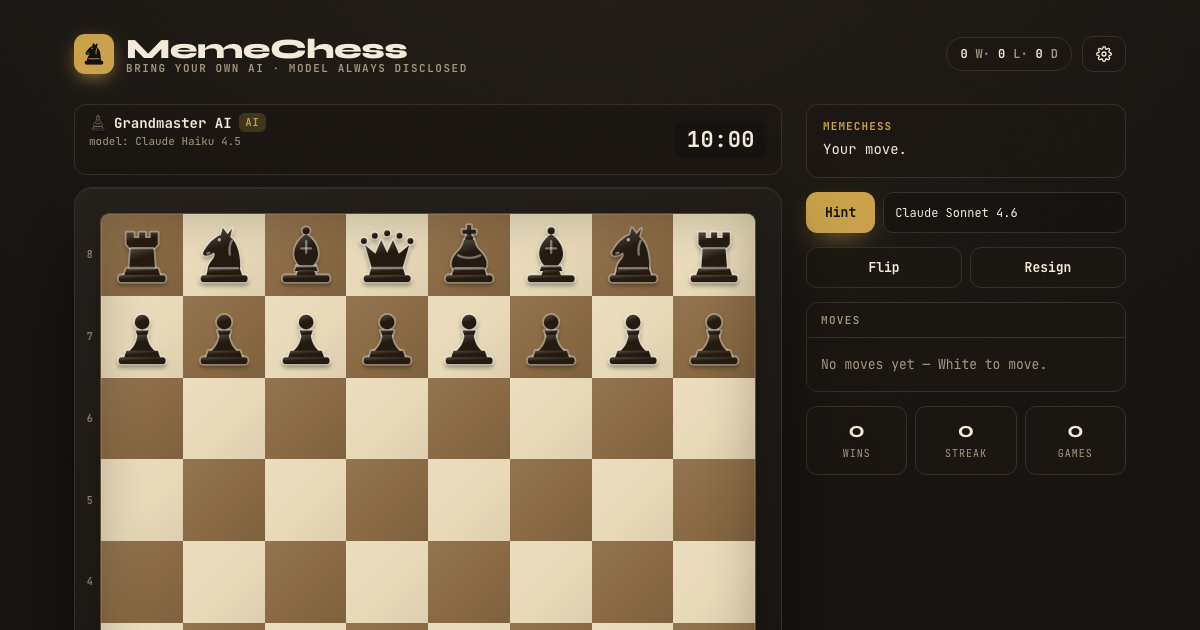 MemeChess
BRING YOUR OWN AI · MODEL ALWAYS DISCLOSED
0 W· 0 L· 0 D
Grandmaster AI AI
model: Claude Haiku 4.5
10:00
MEMECHESS
Your move.
Hint
Claude Sonnet 4.6
Flip
Resign
MOVES
No moves yet — White to move.
0
WINS
0
STREAK
0
GAMES
8
7
6
5
4